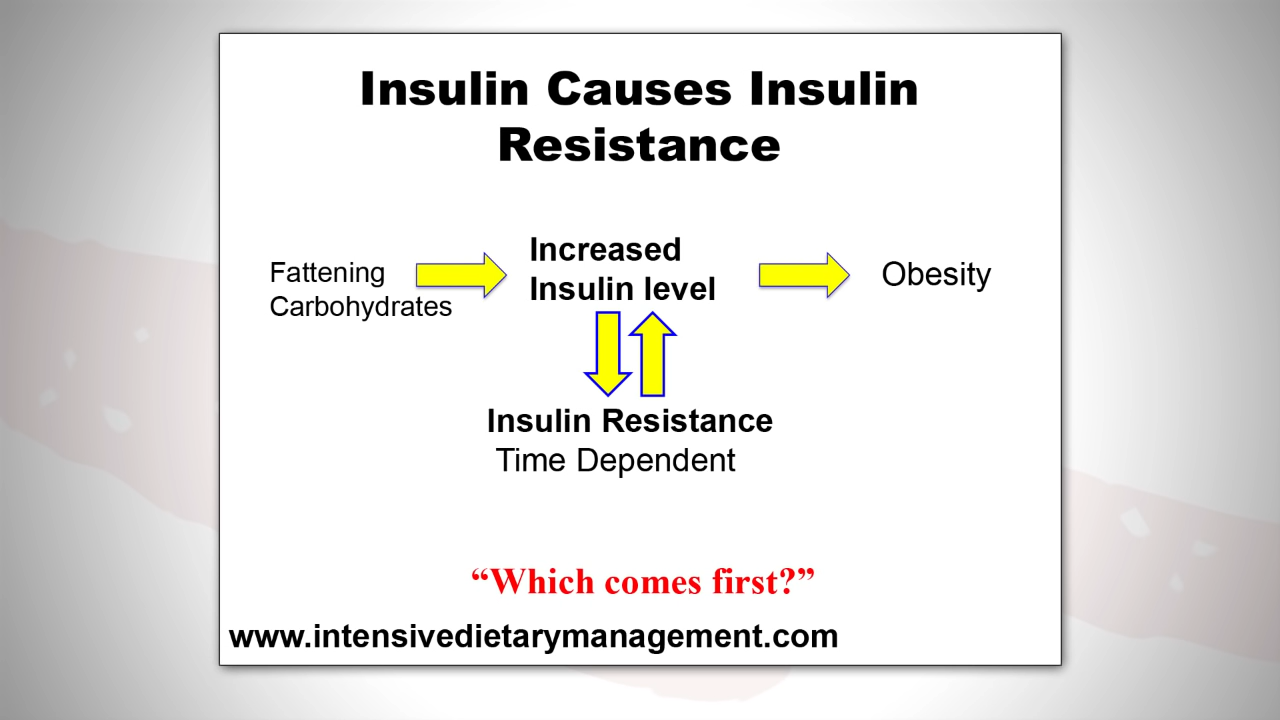 Insulin Causes Insulin
Resistance
Fattening
Carbohydrates
Increased
Insulin level
Obesity
Insulin Resistance
Time Dependent
“Which comes first?”
www.intensivedietarymanagement.com